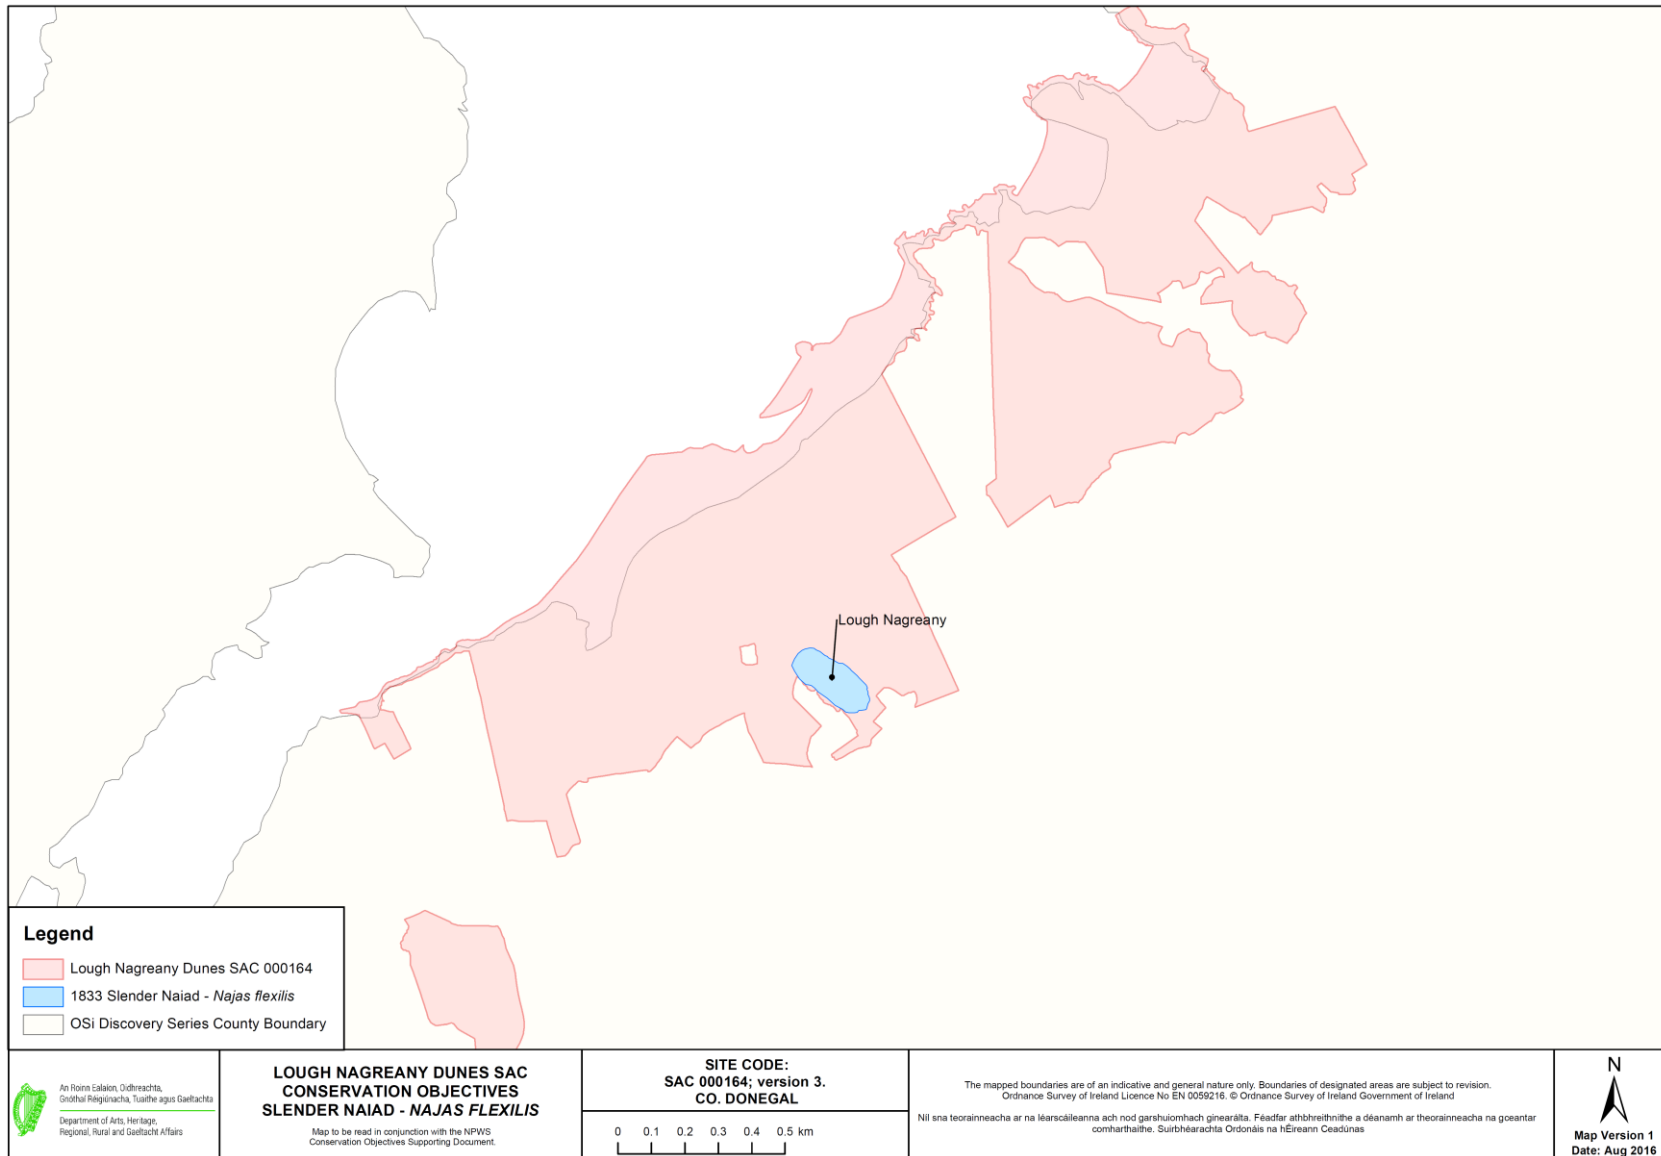 Lough Nagreany
Legend
Lough Nagreany Dunes SAC 000164
1833 Slender Naiad - Najas flexilis
OSi Discovery Series County Boundary
An Roinn Ealaíon, Oidhreachta,
Gnóthaí Réigiúnacha, Tuaithe agus Gaeltachta
Department of Arts, Heritage,
Regional, Rural and Gaeltacht Affairs
LOUGH NAGREANY DUNES SAC
CONSERVATION OBJECTIVES
SLENDER NAIAD - NAJAS FLEXILIS
Map to be read in conjunction with the NPWS
Conservation Objectives Supporting Document.
SITE CODE:
SAC 000164; version 3.
CO. DONEGAL
0 0.1 0.2 0.3 0.4 0.5 km
The mapped boundaries are of an indicative and general nature only. Boundaries of designated areas are subject to revision.
Ordnance Survey of Ireland Licence No EN 0059216. © Ordnance Survey of Ireland Government of Ireland
Níl sna teorainneacha ar na léarscáileanna ach nod garshuiomhach ginearálta. Féadfar athbhreithnithe a déanamh ar theorainneacha na gceantar
comharthaithe. Suirbhéarachta Ordonáis na hÉireann Ceadúnas
N
Map Version 1
Date: Aug 2016